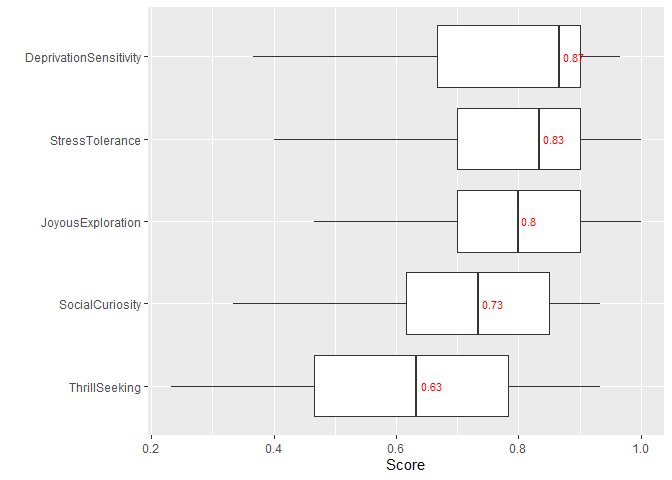 DeprivationSensitivity
0.87
StressTolerance
0.83
JoyousExploration
0.8
SocialCuriosity
0.73
ThrillSeeking
0.63
0.2 0.4 0.6 0.8 1.0
Score